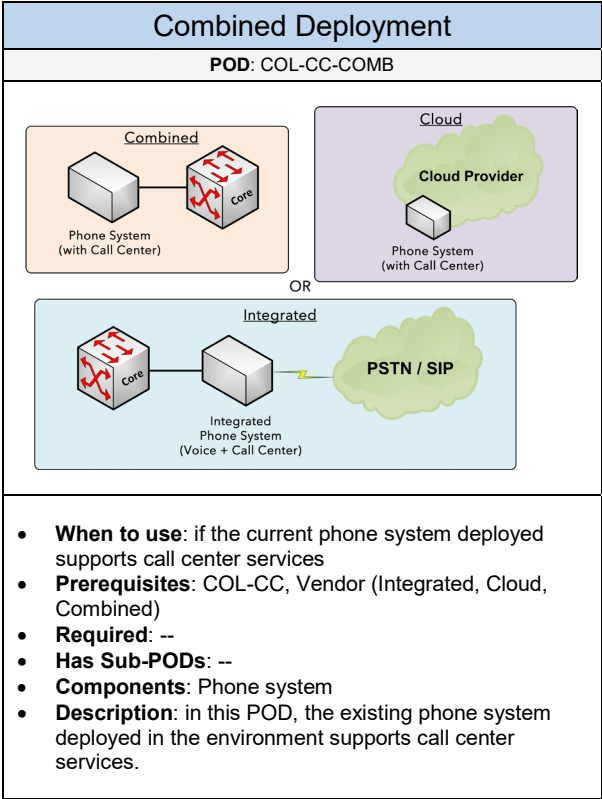 Combined Deployment
POD: COL-CC-COMB
Combined
Core
Phone System
(with Call Center)
Cloud
Cloud Provider
Phone System
(with Call Center)
OR
Integrated
Core
PSTN / SIP
Integrated
Phone System
(Voice + Call Center)
• When to use: if the current phone system deployed
supports call center services
• Prerequisites: COL-CC, Vendor (Integrated, Cloud,
Combined)
• Required: --
• Has Sub-PODs: --
• Components: Phone system
• Description: in this POD, the existing phone system
deployed in the environment supports call center
services.